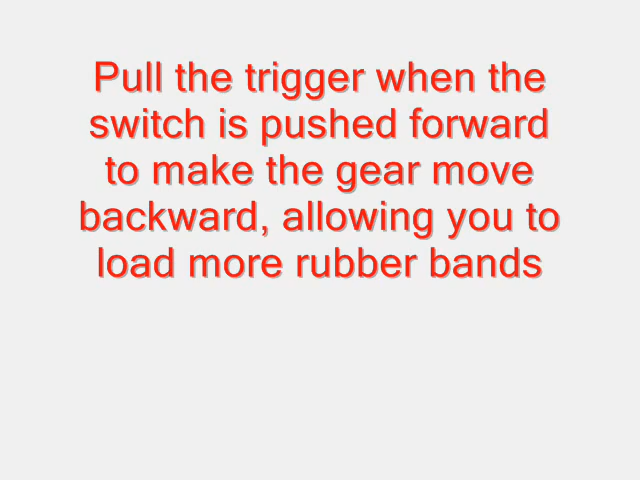 Pull the trigger when the
switch is pushed forward
to make the gear move
backward, allowing you to
load more rubber bands